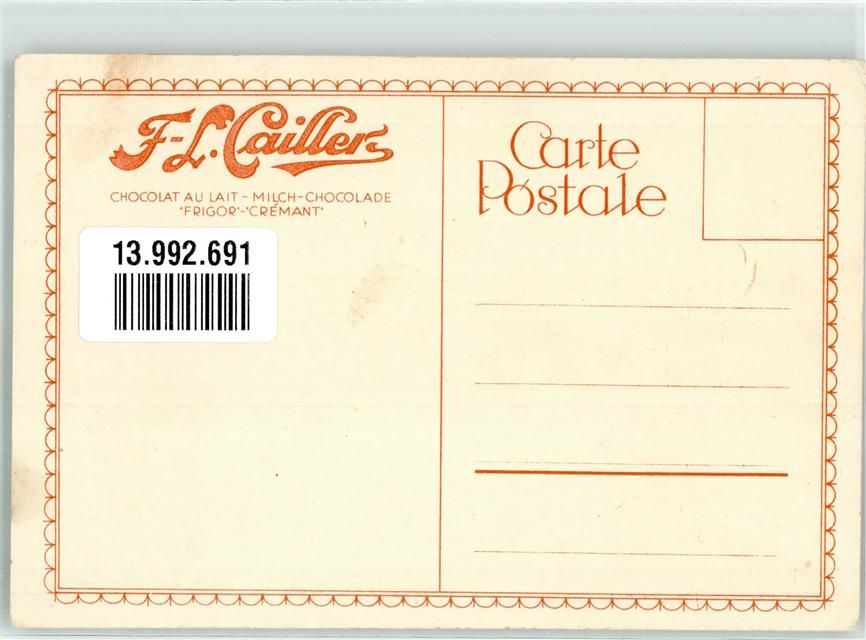 F.-L. Cailler
CHOCOLAT AU LAIT - MILCH-CHOCOLADE
"FRIGOR"-"CRÉMANT"
13.992.691
Carte
Postale